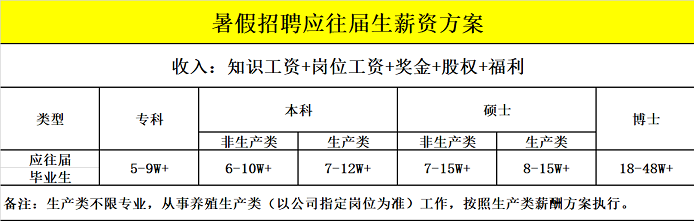 暑假招聘应往届生薪资方案
收入：知识工资+岗位工资+奖金+股权+福利
类型 专科 本科 硕士 博士
非生产类 生产类 非生产类 生产类
应往届
毕业生
5-9W+ 6-10W+ 7-12W+ 7-15W+ 8-15W+ 18-48W+
备注：生产类不限专业，从事养殖生产类（以公司指定岗位为准）工作，按照生产类薪酬方案执行。